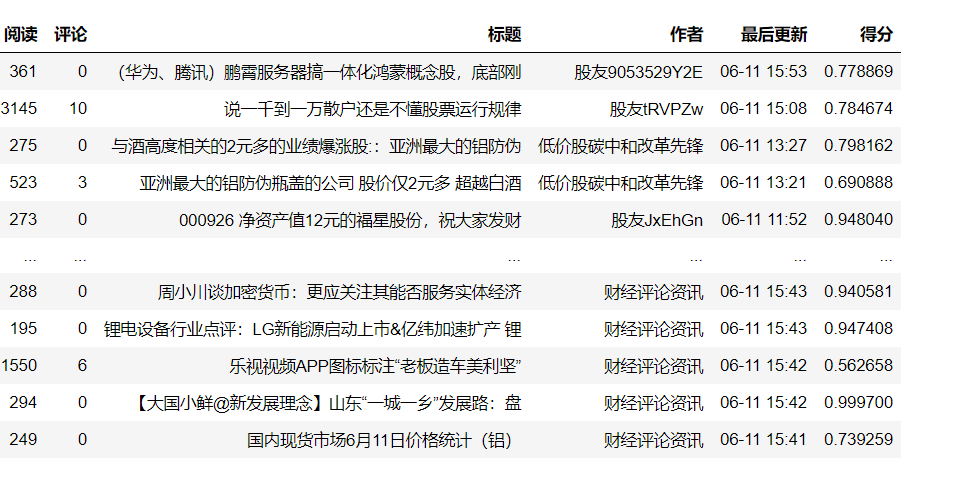 阅读 评论 标题 作者 最后更新 得分
361 0 （华为、腾讯）鹏霄服务器搞一体化鸿蒙概念股，底部刚 股友9053529Y2E 06-11 15:53 0.778869
3145 10 说一千到一万散户还是不懂股票运行规律 股友tRVPZw 06-11 15:08 0.784674
275 0 与酒高度相关的2元多的业绩爆涨股:：亚洲最大的铝防伪 低价股碳中和改革先锋 06-11 13:27 0.798162
523 3 亚洲最大的铝防伪瓶盖的公司 股价仅2元多 超越白酒 低价股碳中和改革先锋 06-11 13:21 0.690888
273 0 000926 净资产值12元的福星股份，祝大家发财 股友JxEhGn 06-11 11:52 0.948040
... ... ... ... ... ...
288 0 周小川谈加密货币：更应关注其能否服务实体经济 财经评论资讯 06-11 15:43 0.940581
195 0 锂电设备行业点评：LG新能源启动上市&亿纬加速扩产 锂 财经评论资讯 06-11 15:43 0.947408
1550 6 乐视视频APP图标标注“老板造车美利坚” 财经评论资讯 06-11 15:42 0.562658
294 0 【大国小鲜@新发展理念】山东“一城一乡”发展路：盘 财经评论资讯 06-11 15:42 0.999700
249 0 国内现货市场6月11日价格统计（铝） 财经评论资讯 06-11 15:41 0.739259